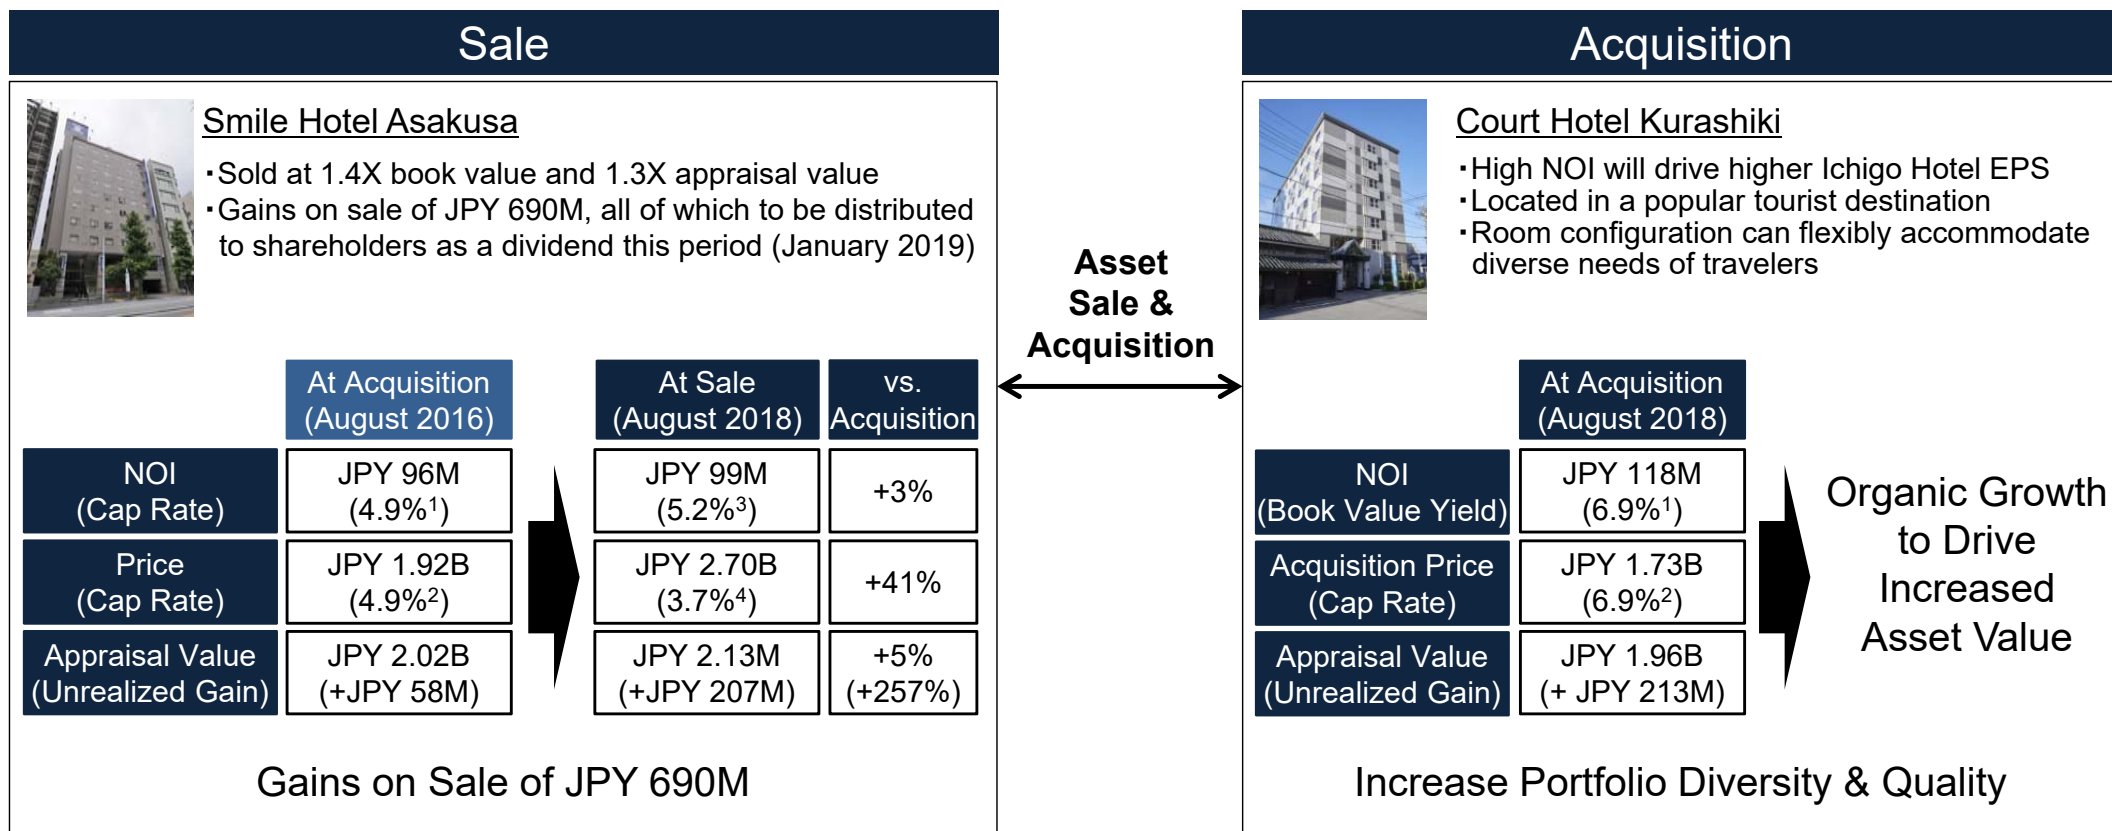 Sale
Smile Hotel Asakusa
・Sold at 1.4X book value and 1.3X appraisal value
・Gains on sale of JPY 690M, all of which to be distributed
to shareholders as a dividend this period (January 2019)
At Acquisition
(August 2016)
At Sale
(August 2018)
vs.
Acquisition
NOI
(Cap Rate)
JPY 96M
(4.9%¹)
JPY 99M
(5.2%³)
+3%
Price
(Cap Rate)
JPY 1.92B
(4.9%²)
JPY 2.70B
(3.7%⁴)
+41%
Appraisal Value
(Unrealized Gain)
JPY 2.02B
(+JPY 58M)
JPY 2.13M
(+JPY 207M)
+5%
(+257%)
Gains on Sale of JPY 690M
Asset
Sale &
Acquisition
Acquisition
Court Hotel Kurashiki
・High NOI will drive higher Ichigo Hotel EPS
・Located in a popular tourist destination
・Room configuration can flexibly accommodate
diverse needs of travelers
At Acquisition
(August 2018)
NOI
(Book Value Yield)
JPY 118M
(6.9%¹)
Acquisition Price
(Cap Rate)
JPY 1.73B
(6.9%²)
Appraisal Value
(Unrealized Gain)
JPY 1.96B
(+ JPY 213M)
Organic Growth
to Drive
Increased
Asset Value
Increase Portfolio Diversity & Quality